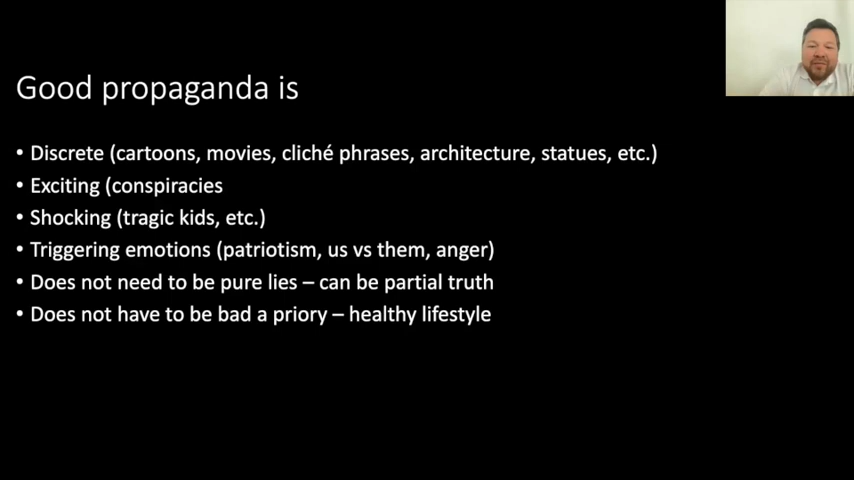 Good propaganda is
• Discrete (cartoons, movies, cliché phrases, architecture, statues, etc.)
• Exciting (conspiracies
• Shocking (tragic kids, etc.)
• Triggering emotions (patriotism, us vs them, anger)
• Does not need to be pure lies – can be partial truth
• Does not have to be bad a priory – healthy lifestyle